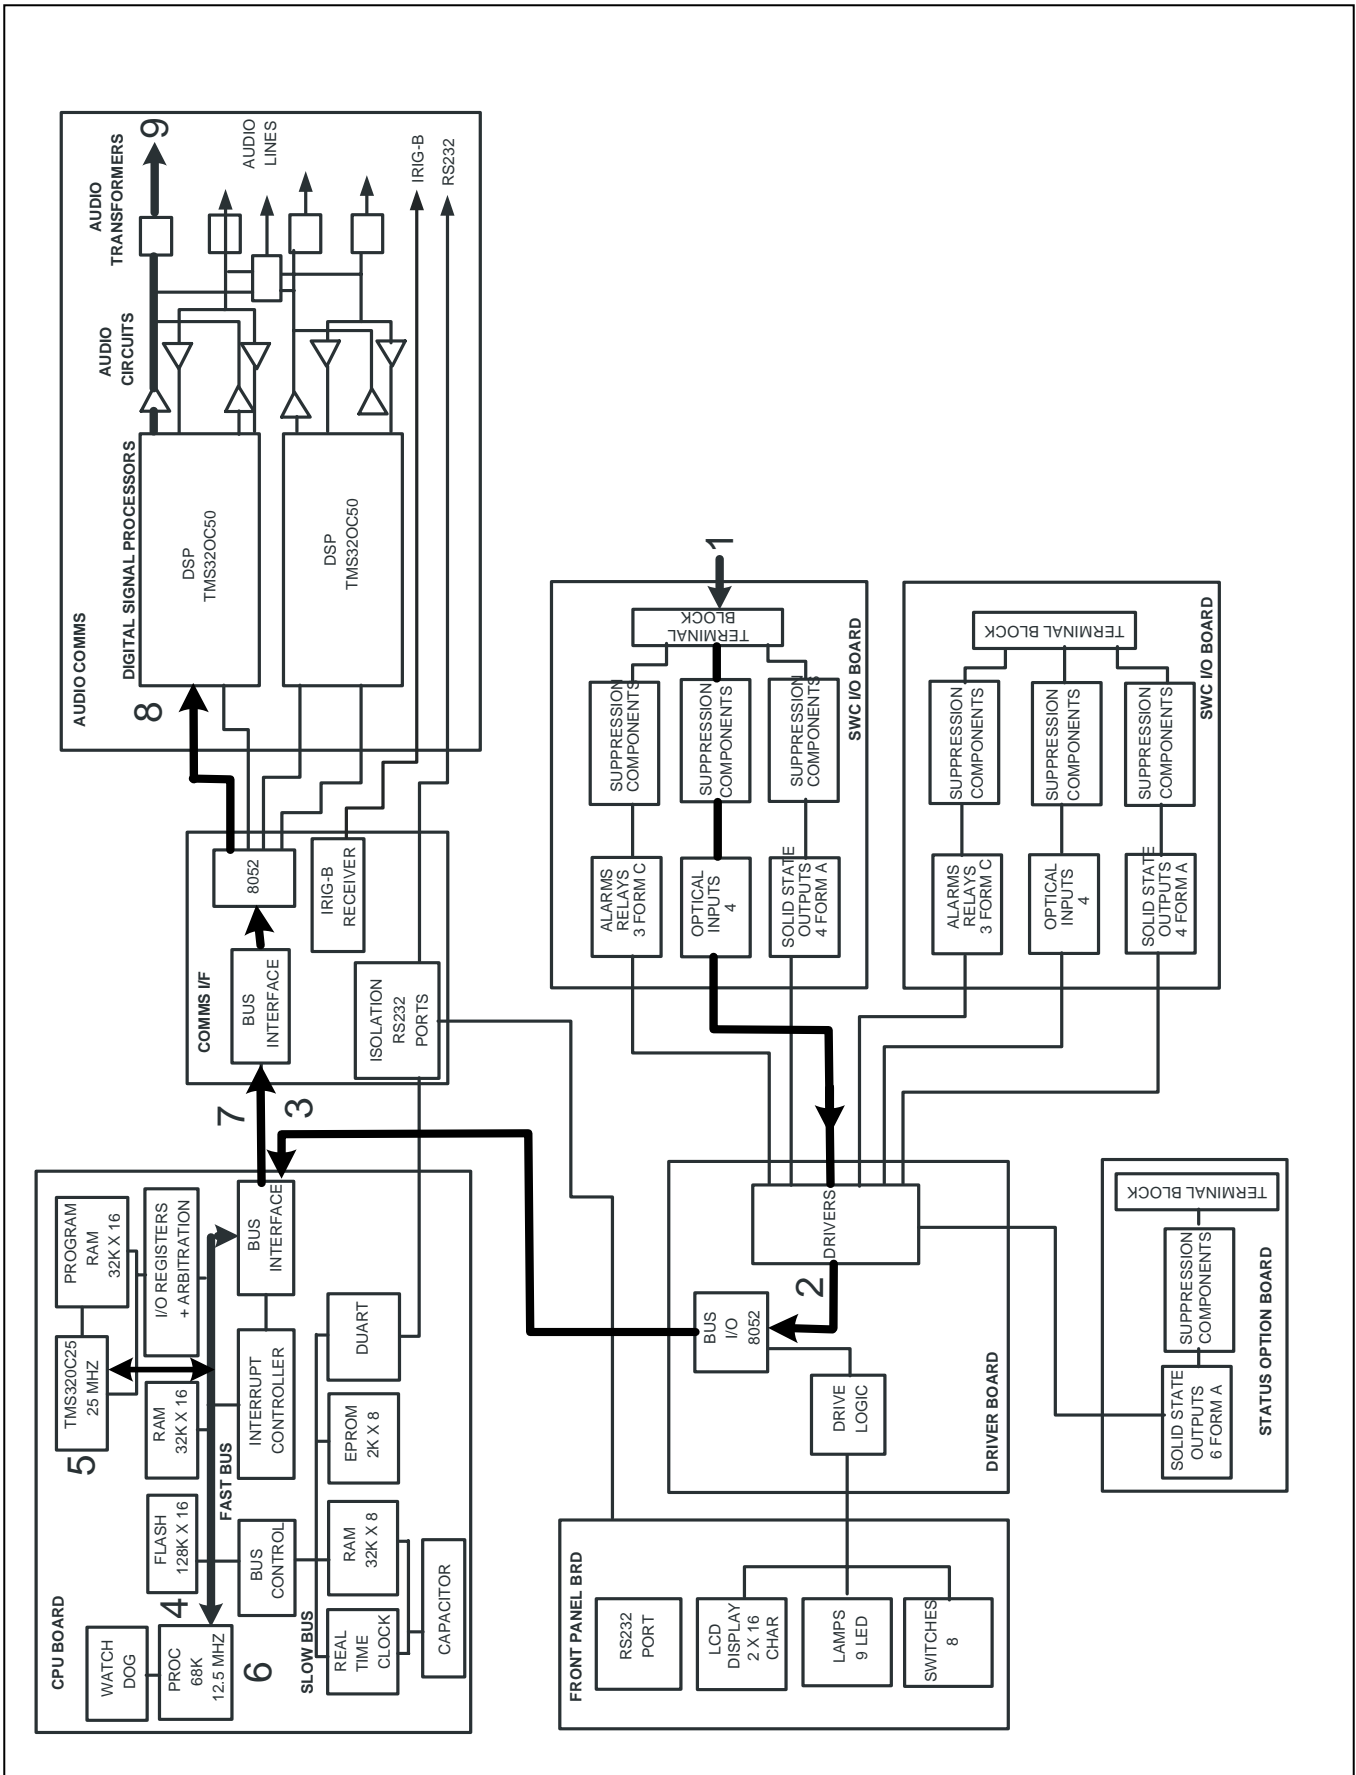 CPU BOARD
WATCH
DOG
PROC
68K
12.5 MHZ
6
4
FLASH
128K X 16
5
RAM
32K X 16
TMS320C25
25 MHZ
PROGRAM
RAM
32K X 16
I/O REGISTERS
+ ARBITRATION
FAST BUS
BUS
CONTROL
INTERRUPT
CONTROLLER
BUS
INTERFACE
SLOW BUS
REAL
TIME
CLOCK
RAM
32K X 8
EPROM
2K X 8
DUART
CAPACITOR
7
3
COMMS I/F
BUS
INTERFACE
8052
IRIG-B
RECEIVER
ISOLATION
RS232
PORTS
AUDIO COMMS
8
DIGITAL SIGNAL PROCESSORS
DSP
TMS32OC50
DSP
TMS32OC50
AUDIO
CIRCUITS
AUDIO
TRANSFORMERS
9
AUDIO
LINES
IRIG-B
RS232
FRONT PANEL BRD
RS232
PORT
LCD
DISPLAY
2 X 16
CHAR
LAMPS
9 LED
SWITCHES
8
DRIVER BOARD
BUS
I/O
8052
2
DRIVE
LOGIC
DRIVERS
SWC I/O BOARD
ALARMS
RELAYS
3 FORM C
OPTICAL
INPUTS
4
SOLID STATE
OUTPUTS
4 FORM A
SUPPRESSION
COMPONENTS
SUPPRESSION
COMPONENTS
SUPPRESSION
COMPONENTS
TERMINAL
BLOCK
1
SWC I/O BOARD
ALARMS
RELAYS
3 FORM C
OPTICAL
INPUTS
4
SOLID STATE
OUTPUTS
4 FORM A
SUPPRESSION
COMPONENTS
SUPPRESSION
COMPONENTS
SUPPRESSION
COMPONENTS
TERMINAL BLOCK
STATUS OPTION BOARD
SOLID STATE
OUTPUTS
6 FORM A
SUPPRESSION
COMPONENTS
TERMINAL BLOCK